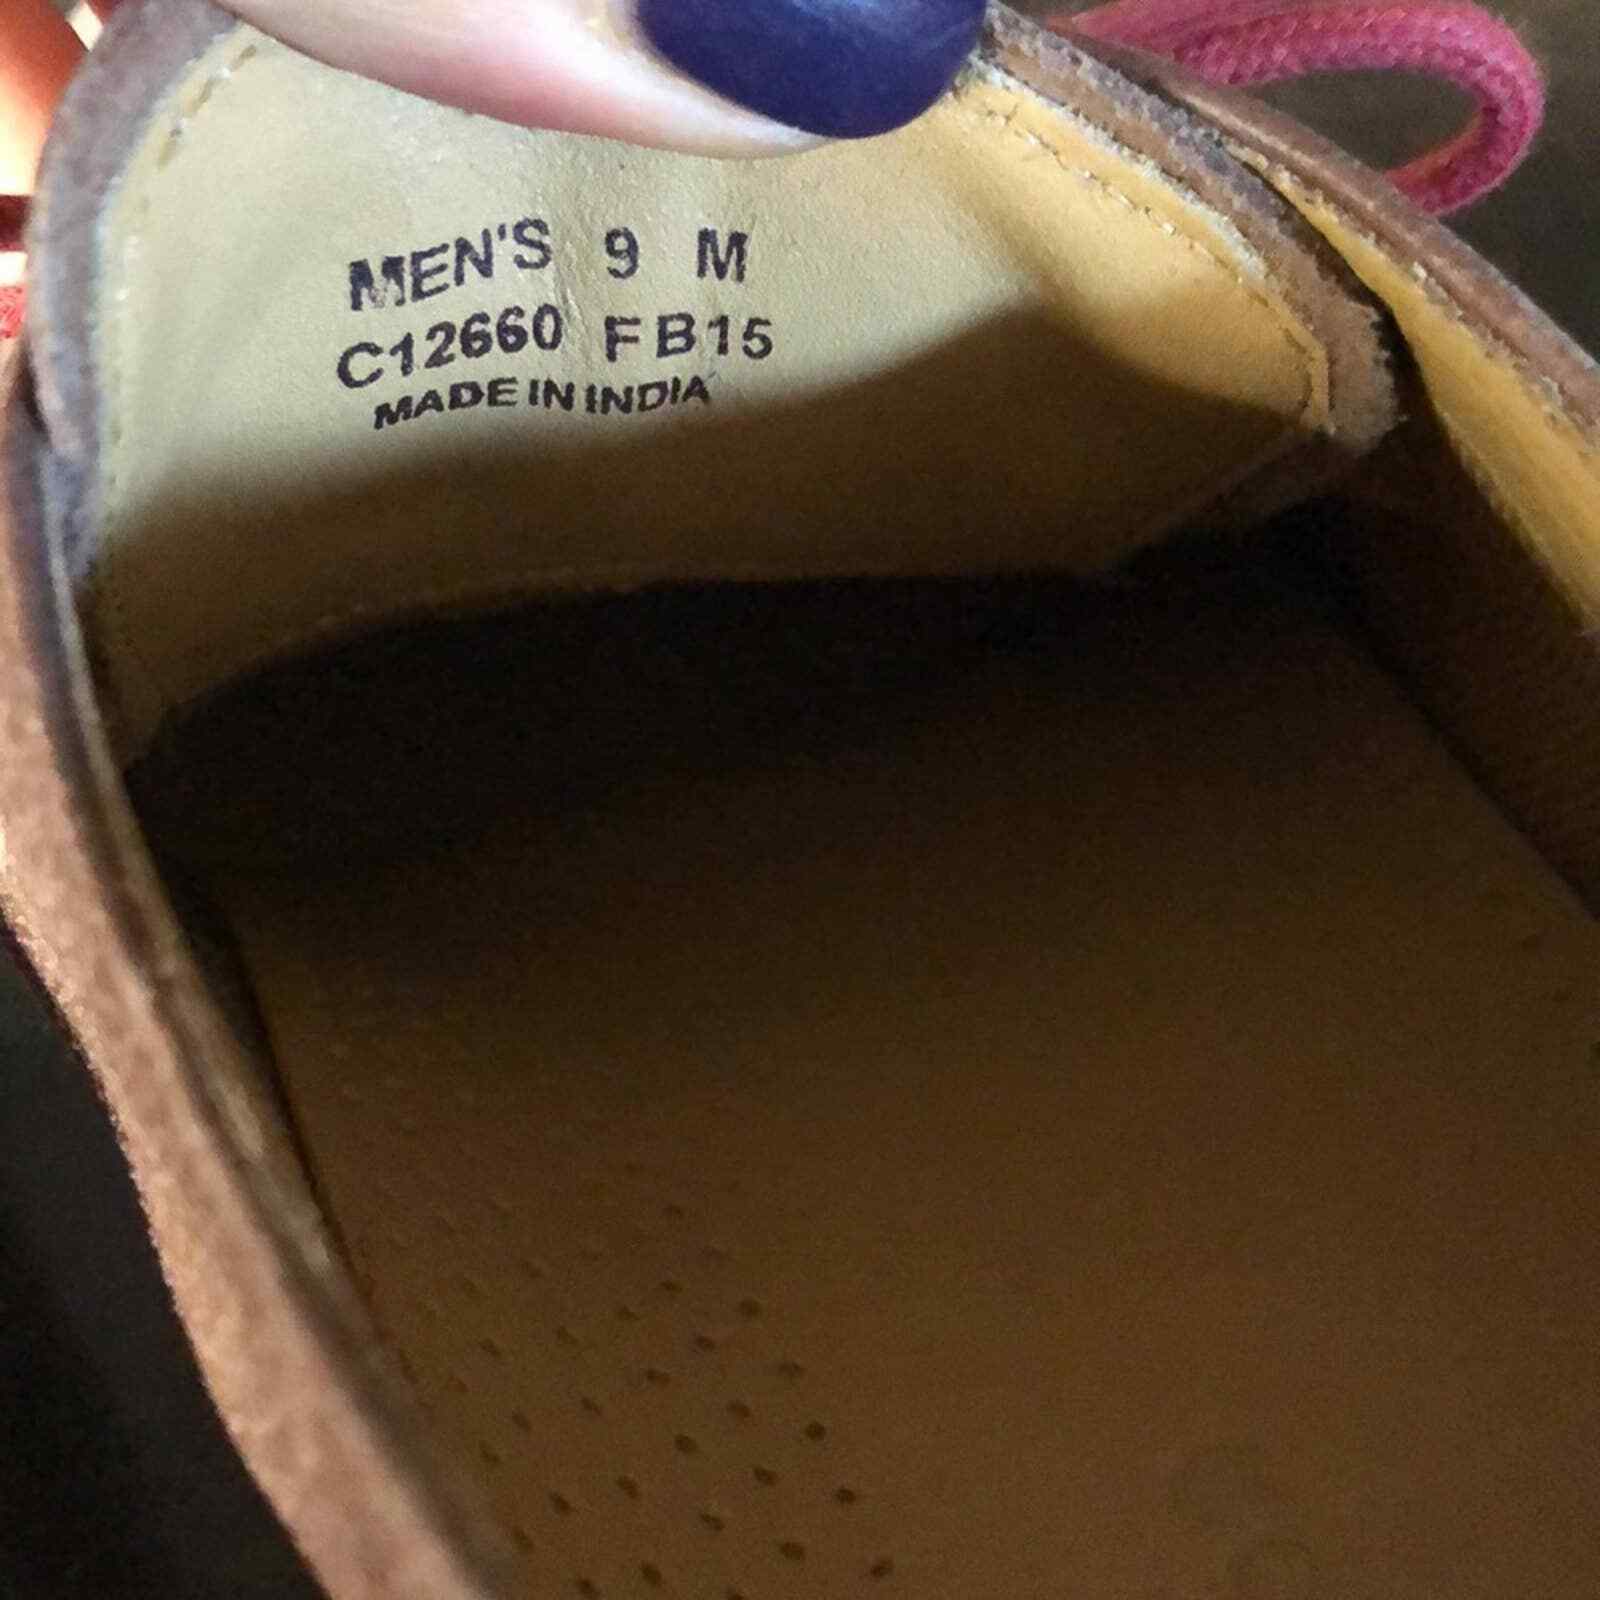 MEN'S 9 M
C12660 FB15
MADE IN INDIA